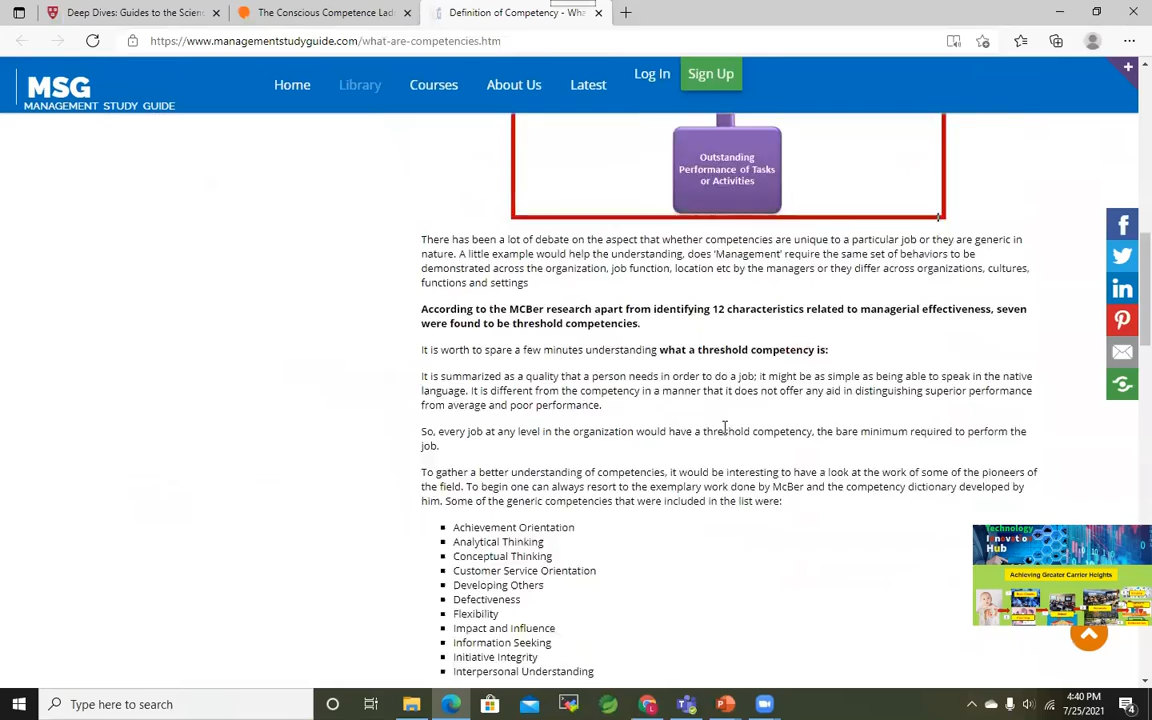 Deep Dives: Guides to the Scienc
The Conscious Competence Lad
Definition of Competency - Wha
https://www.managementstudyguide.com/what-are-competencies.htm
MSG
MANAGEMENT STUDY GUIDE
Home
Library
Courses
About Us
Latest
Log In
Sign Up
Outstanding
Performance of Tasks
or Activities
There has been a lot of debate on the aspect that whether competencies are unique to a particular job or they are generic in
nature. A little example would help the understanding, does 'Management' require the same set of behaviors to be
demonstrated across the organization, job function, location etc by the managers or they differ across organizations, cultures,
functions and settings
According to the MCBer research apart from identifying 12 characteristics related to managerial effectiveness, seven
were found to be threshold competencies.
It is worth to spare a few minutes understanding what a threshold competency is:
It is summarized as a quality that a person needs in order to do a job; it might be as simple as being able to speak in the native
language. It is different from the competency in a manner that it does not offer any aid in distinguishing superior performance
from average and poor performance.
So, every job at any level in the organization would have a threshold competency, the bare minimum required to perform the
job.
To gather a better understanding of competencies, it would be interesting to have a look at the work of some of the pioneers of
the field. To begin one can always resort to the exemplary work done by McBer and the competency dictionary developed by
him. Some of the generic competencies that were included in the list were:
Achievement Orientation
Analytical Thinking
Conceptual Thinking
Customer Service Orientation
Developing Others
Defectiveness
Flexibility
Impact and Influence
Information Seeking
Initiative Integrity
Interpersonal Understanding
Technology
Innovation
Hub
Achieving Greater Carrier Heights
Type here to search
4:40 PM
7/25/2021
4